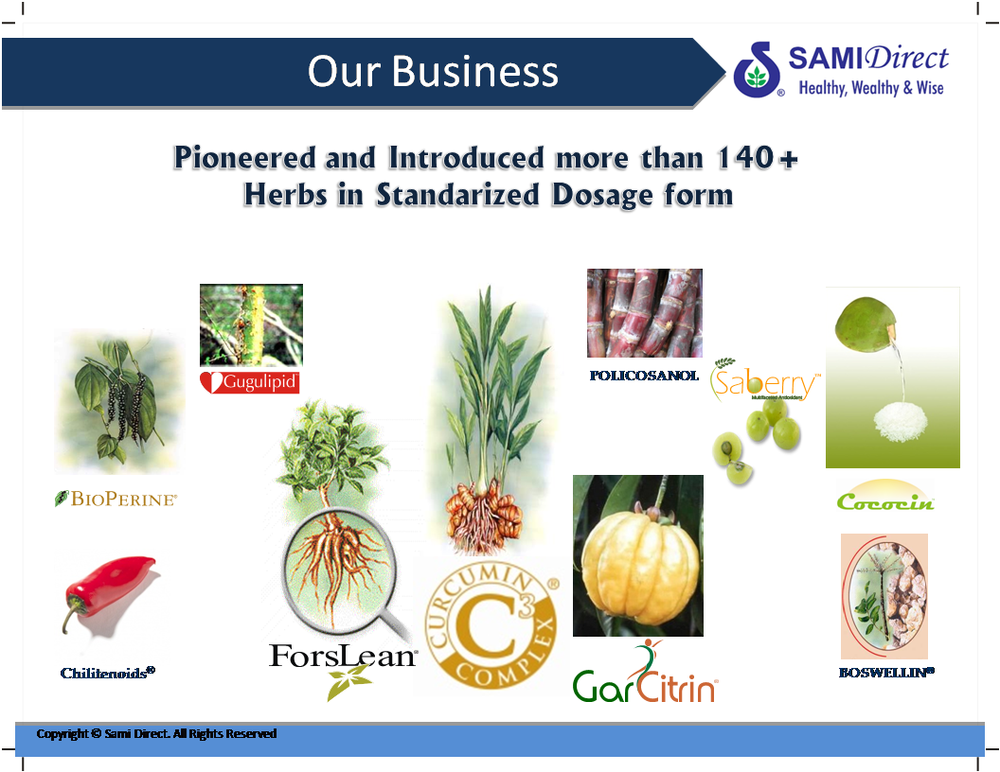 Our Business
SAMIDirect
Healthy, Wealthy & Wise
®
Pioneered and Introduced more than 140+
Herbs in Standarized Dosage form
Gugulipid
POLICOSANOL
Saberry™
Multifaceted Antioxidant
BIOPERINE®
Cococin™
CURCUMIN C3 COMPLEX®
ForsLean®
GarCitrin®
Chilitenoids®
BOSWELLIN®
Copyright © Sami Direct. All Rights Reserved